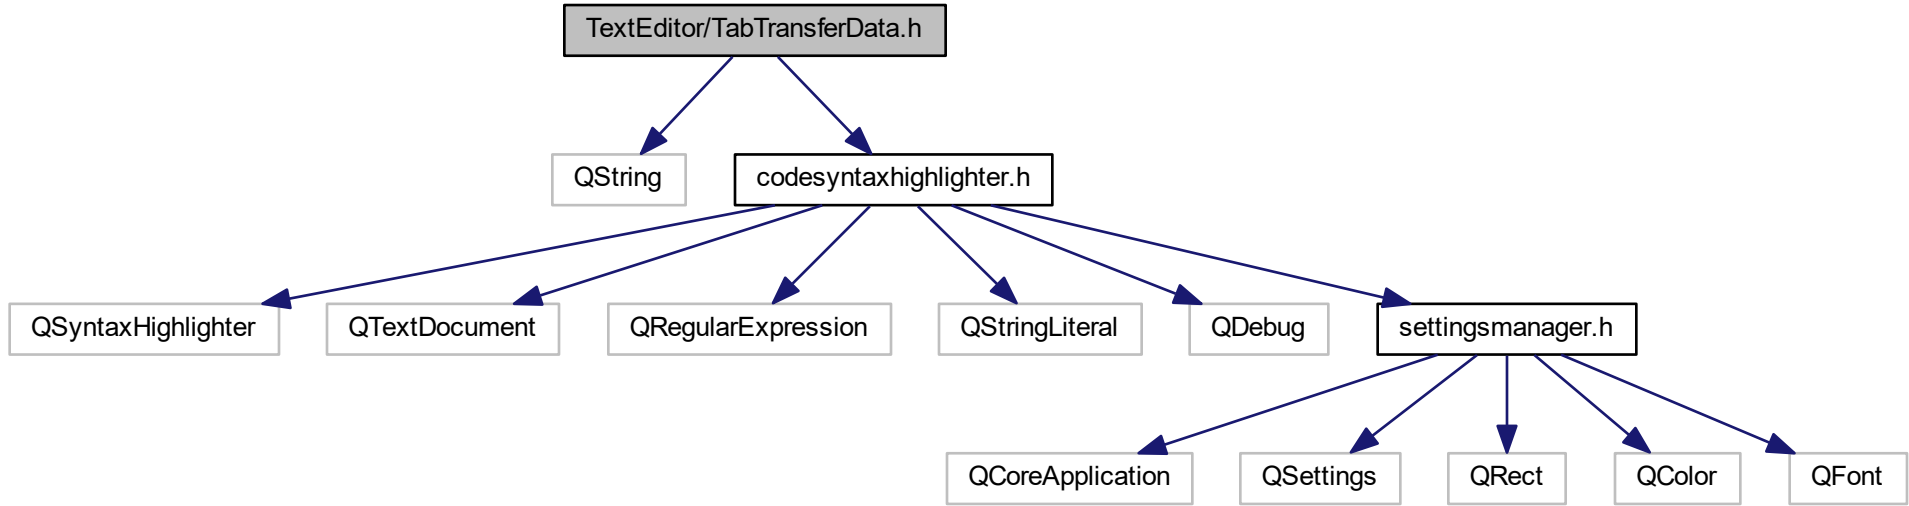 TextEditor/TabTransferData.h
QString
codesyntaxhighlighter.h
QSyntaxHighlighter
QTextDocument
QRegularExpression
QStringLiteral
QDebug
settingsmanager.h
QCoreApplication
QSettings
QRect
QColor
QFont